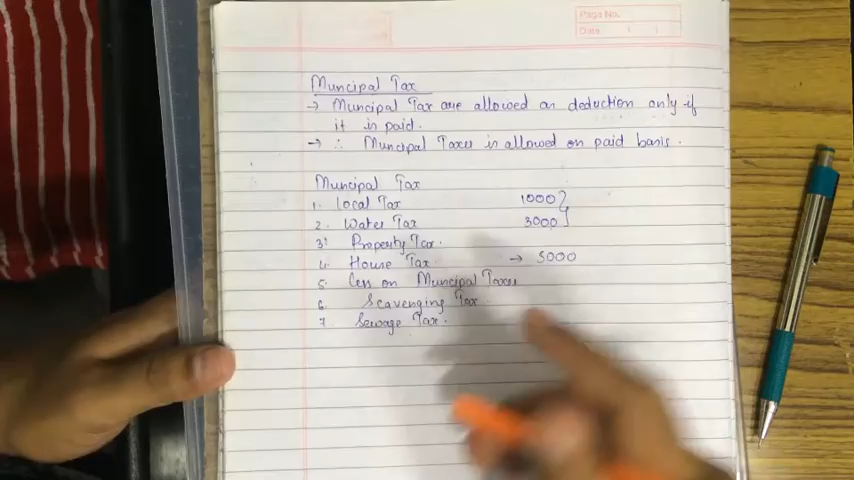 Page No.
Date
Muncipal Tax
→ Muncipal Tax are allowed an deduction only if
it is paid.
→ ∴ Muncipal Taxes is allowed on paid basis.
Muncipal Tax
1. Local Tax 1000
2. Water Tax 3000
3. Property Tax.
4. House Tax → 5000
5. Cess on Muncipal Taxes
6. Scavenging Tax
7. Sewage Tax.